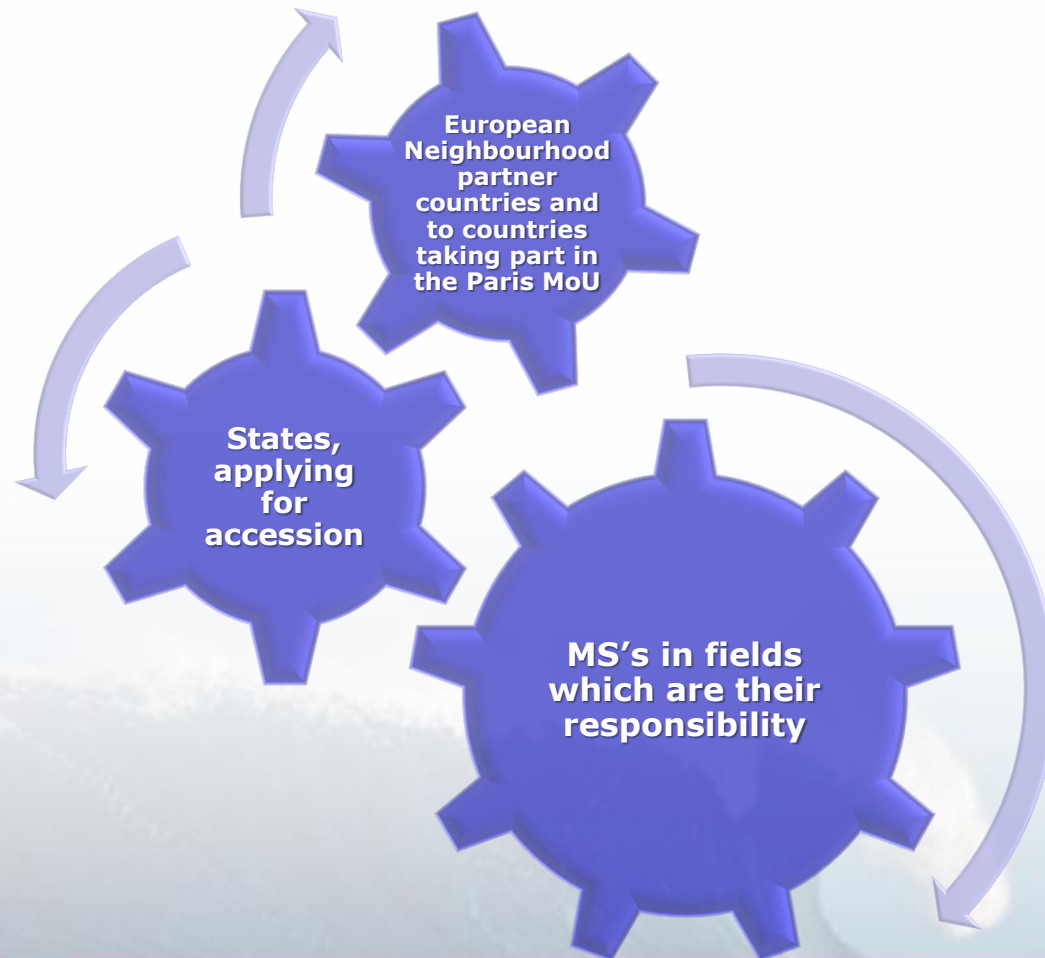 European
Neighbourhood
partner
countries and
to countries
taking part in
the Paris MoU
States,
applying
for
accession
MS’s in fields
which are their
responsibility